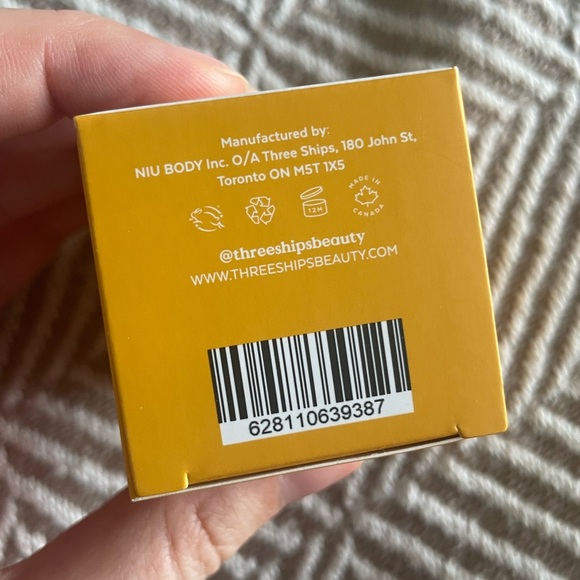 Manufactured by:
NIU BODY Inc. O/A Three Ships, 180 John St,
Toronto ON M5T 1X5
12M
MADE IN
CANADA
@threeshipsbeauty
WWW.THREESHIPSBEAUTY.COM
628110639387